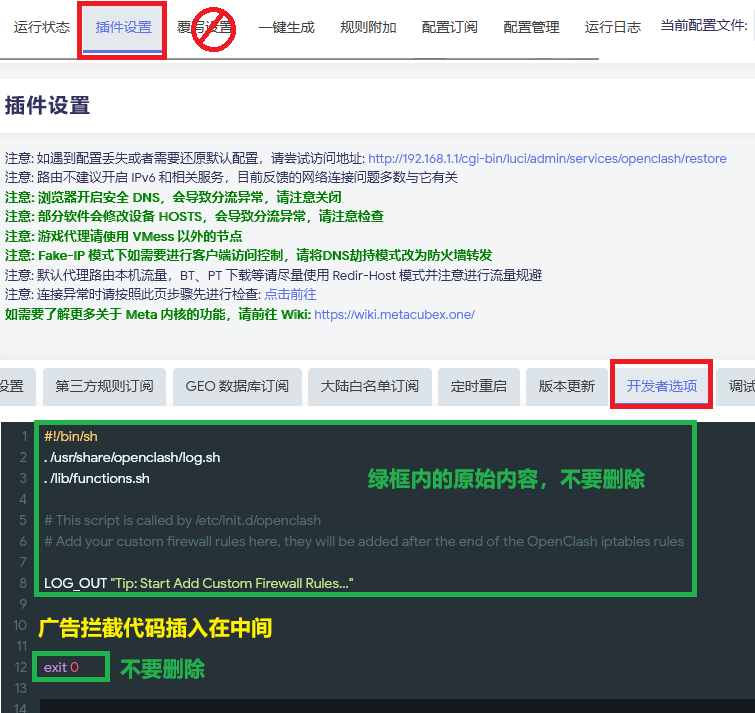 运行状态 插件设置 覆写设置 一键生成 规则附加 配置订阅 配置管理 运行日志 当前配置文件:
插件设置
注意: 如遇到配置丢失或者需要还原默认配置，请尝试访问地址: http://192.168.1.1/cgi-bin/luci/admin/services/openclash/restore
注意: 路由不建议开启 IPv6 和相关服务，目前反馈的网络连接问题多数与它有关
注意: 浏览器开启安全 DNS，会导致分流异常，请注意关闭
注意: 部分软件会修改设备 HOSTS，会导致分流异常，请注意检查
注意: 游戏代理请使用 VMess 以外的节点
注意: Fake-IP 模式下如需要进行客户端访问控制，请将DNS劫持模式改为防火墙转发
注意: 默认代理路由本机流量，BT、PT 下载等请尽量使用 Redir-Host 模式并注意进行流量规避
注意: 连接异常时请按照此页步骤先进行检查: 点击前往
如需要了解更多关于 Meta 内核的功能，请前往 Wiki: https://wiki.metacubex.one/
设置 第三方规则订阅 GEO 数据库订阅 大陆白名单订阅 定时重启 版本更新 开发者选项 调试
1 #!/bin/sh
2 . /usr/share/openclash/log.sh
3 . /lib/functions.sh
绿框内的原始内容，不要删除
4
5 # This script is called by /etc/init.d/openclash
6 # Add your custom firewall rules here, they will be added after the end of the OpenClash iptables rules
7
8 LOG_OUT "Tip: Start Add Custom Firewall Rules..."
9
10 广告拦截代码插入在中间
11
12 exit 0 不要删除
13
14